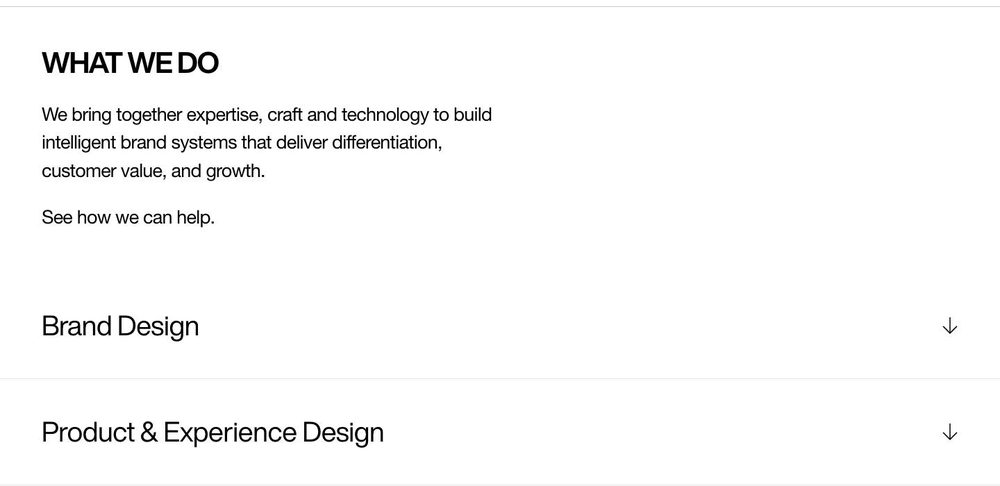 WHAT WE DO
We bring together expertise, craft and technology to build
intelligent brand systems that deliver differentiation,
customer value, and growth.
See how we can help.
Brand Design
Product & Experience Design